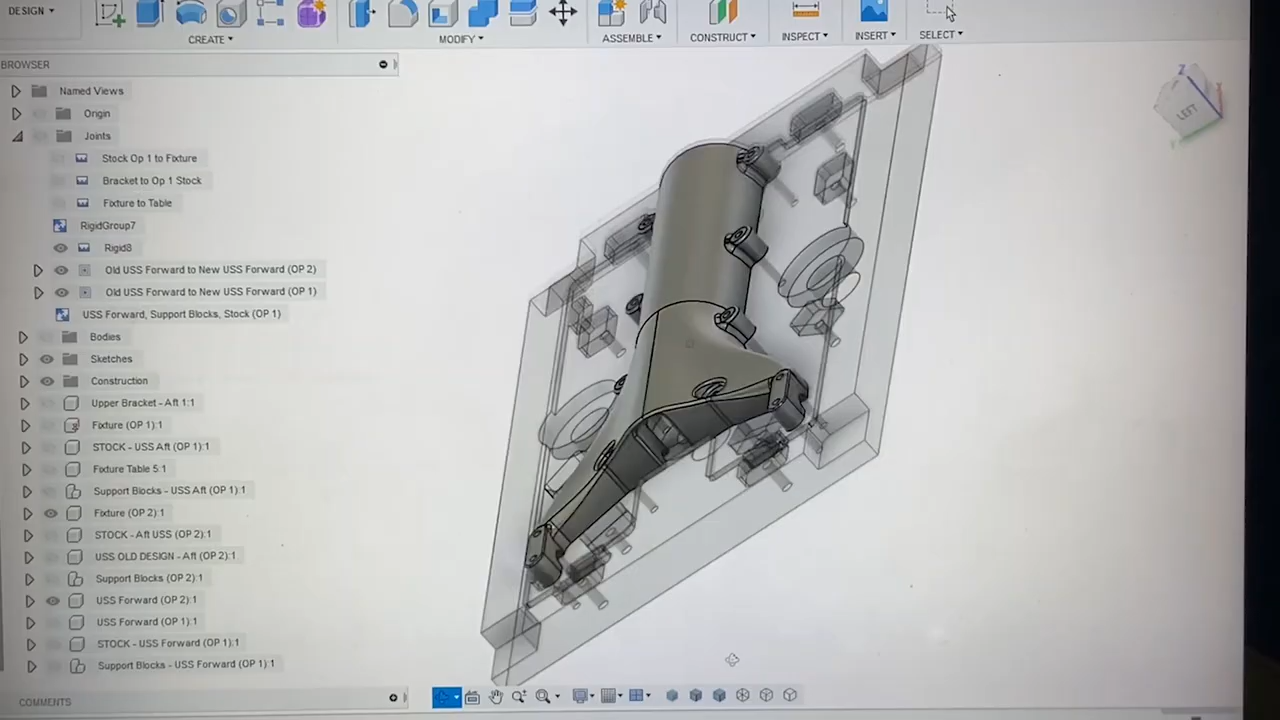 DESIGN
CREATE
MODIFY
ASSEMBLE
CONSTRUCT
INSPECT
INSERT
SELECT
BROWSER
Named Views
Origin
Joints
Stock Op 1 to Fixture
Bracket to Op 1 Stock
Fixture to Table
RigidGroup7
Rigid8
Old USS Forward to New USS Forward (OP 2)
Old USS Forward to New USS Forward (OP 1)
USS Forward, Support Blocks, Stock (OP 1)
Bodies
Sketches
Construction
Upper Bracket - Aft 1:1
Fixture (OP 1):1
STOCK - USS Aft (OP 1):1
Fixture Table 5:1
Support Blocks - USS Aft (OP 1):1
Fixture (OP 2):1
STOCK - Aft USS (OP 2):1
USS OLD DESIGN - Aft (OP 2):1
Support Blocks (OP 2):1
USS Forward (OP 2):1
USS Forward (OP 1):1
STOCK - USS Forward (OP 1):1
Support Blocks - USS Forward (OP 1):1
COMMENTS
LEFT
Z